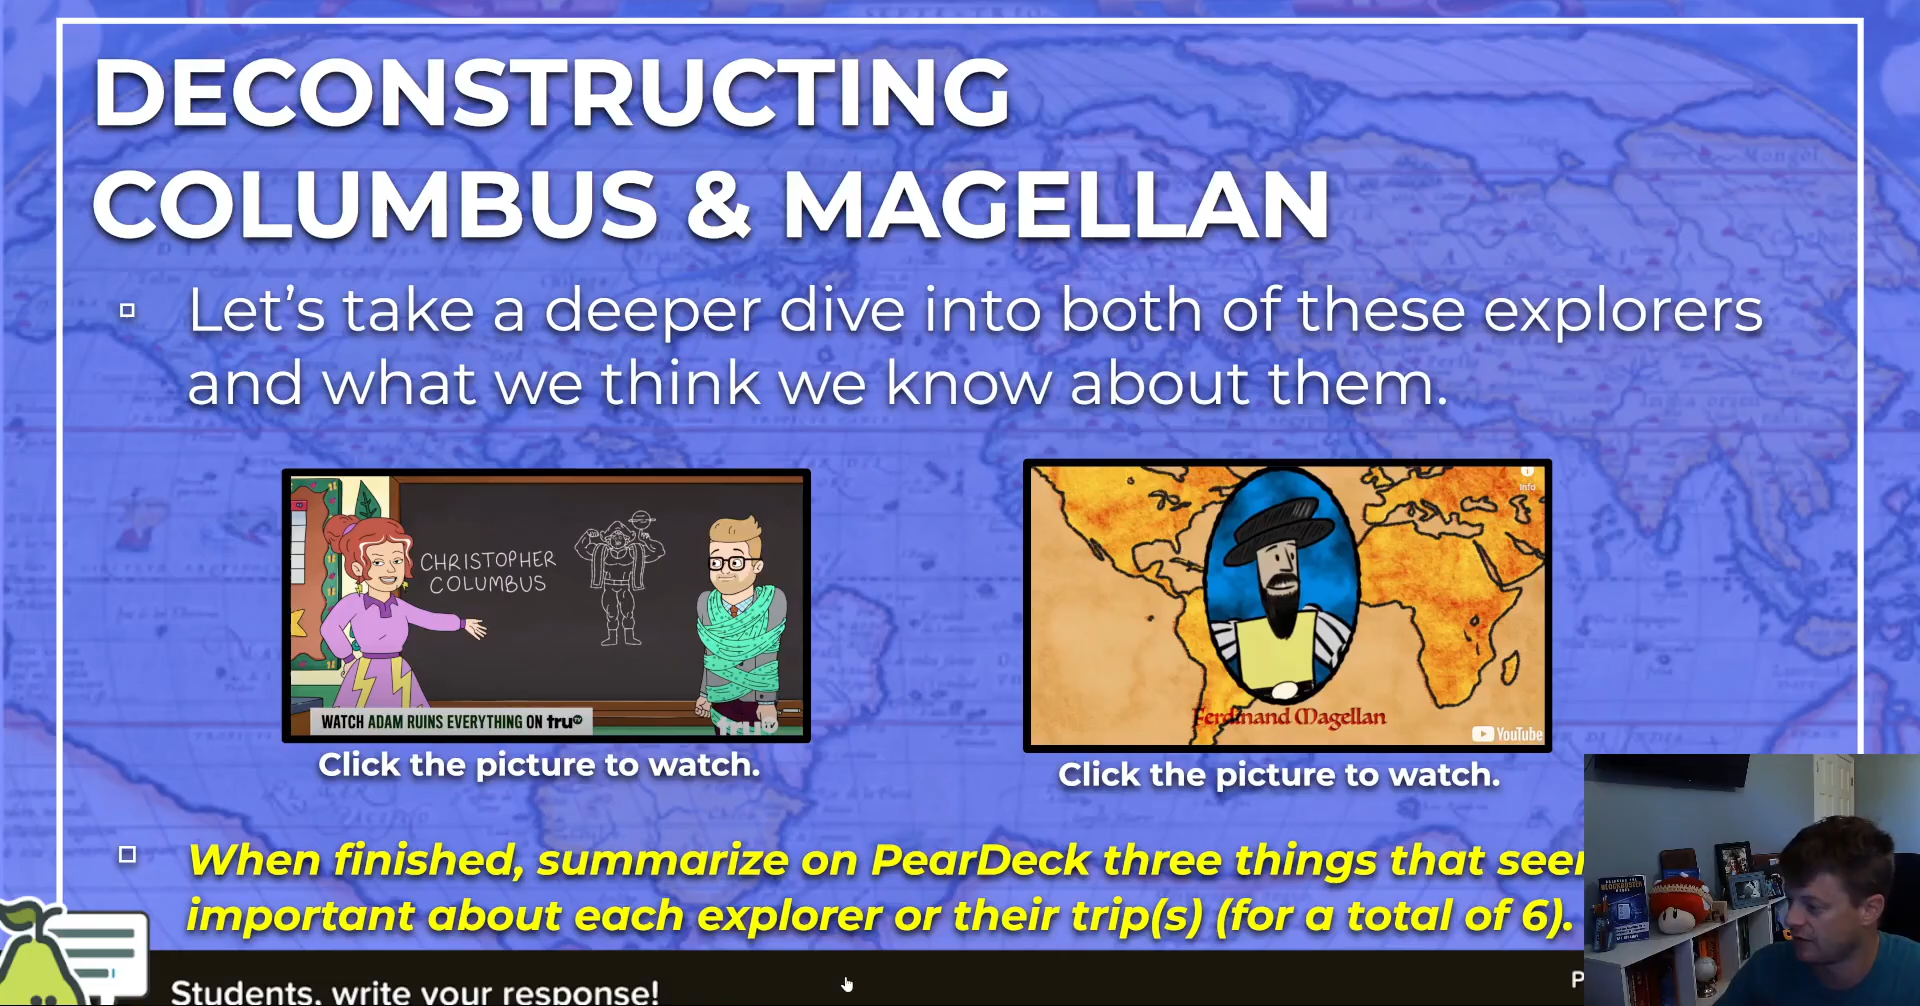 DECONSTRUCTING
COLUMBUS & MAGELLAN
Let's take a deeper dive into both of these explorers
and what we think we know about them.
CHRISTOPHER
COLUMBUS
WATCH ADAM RUINS EVERYTHING ON truTV
Info
Ferdinand Magellan
YouTube
Click the picture to watch.
Click the picture to watch.
When finished, summarize on PearDeck three things that
important about each explorer or their trip(s) (for a total of 6).
Students, write your response!